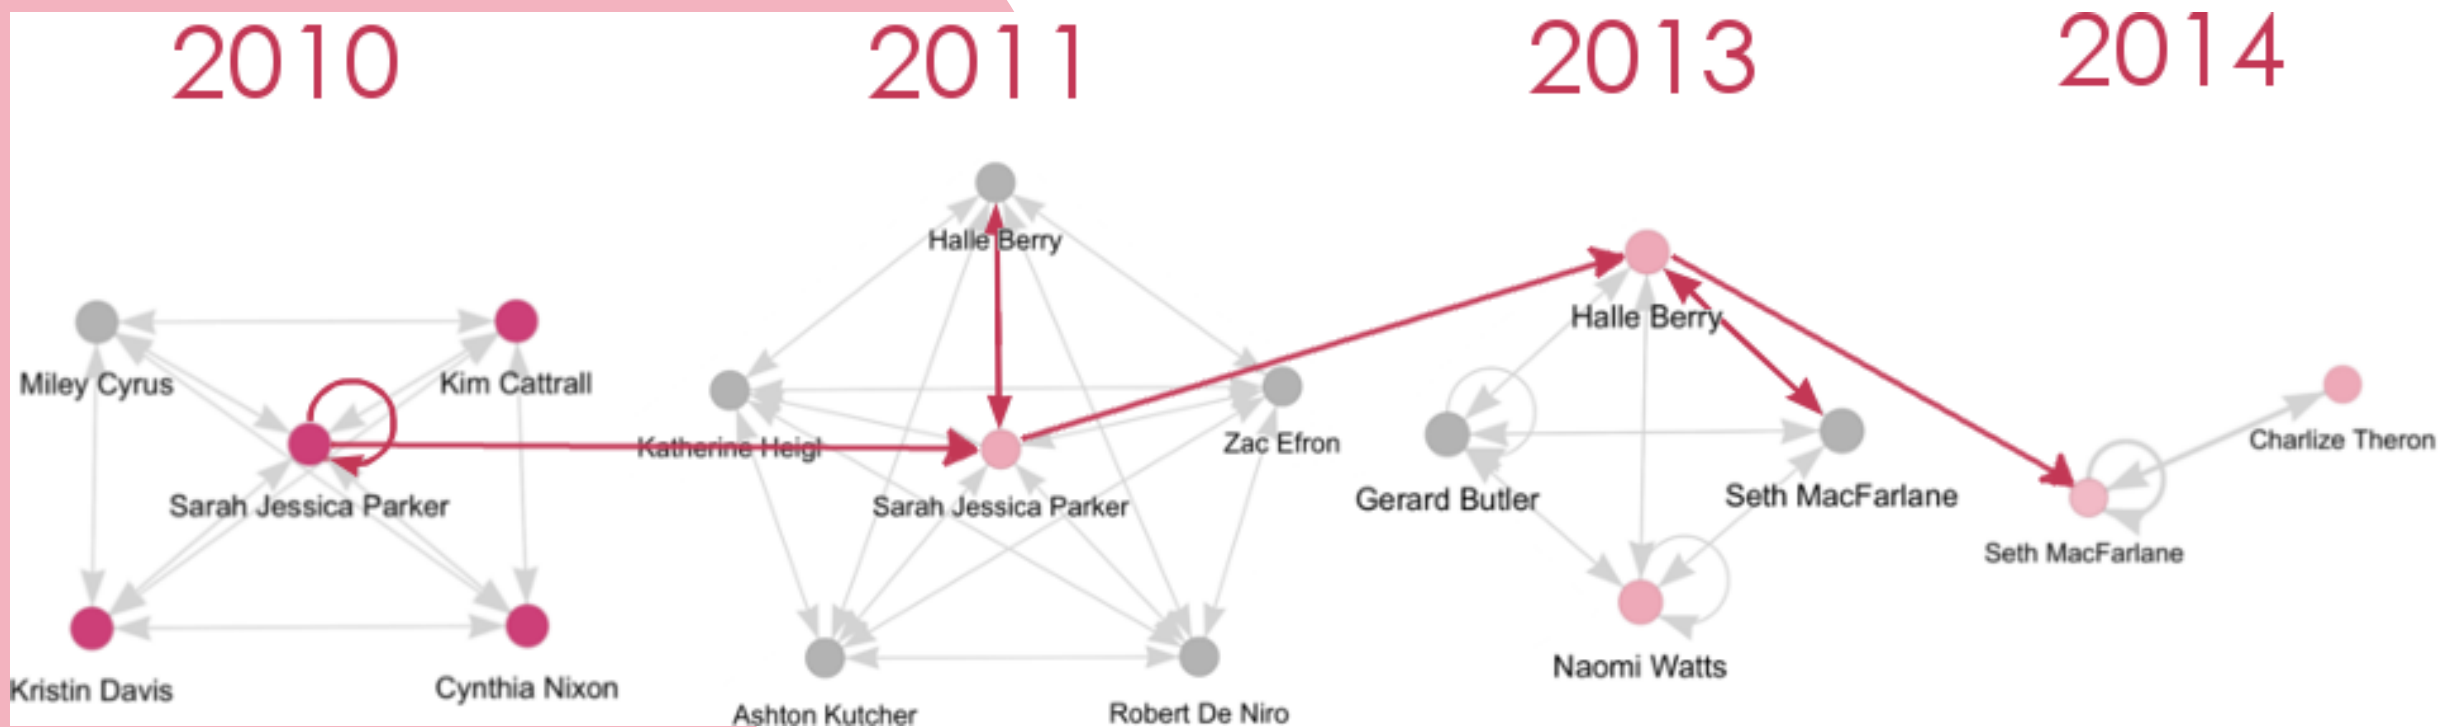 2010
2011
2013
2014
Halle Berry
Halle Berry
Miley Cyrus
Kim Cattrall
Katherine Heigl
Zac Efron
Charlize Theron
Sarah Jessica Parker
Sarah Jessica Parker
Gerard Butler
Seth MacFarlane
Seth MacFarlane
Kristin Davis
Cynthia Nixon
Naomi Watts
Ashton Kutcher
Robert De Niro